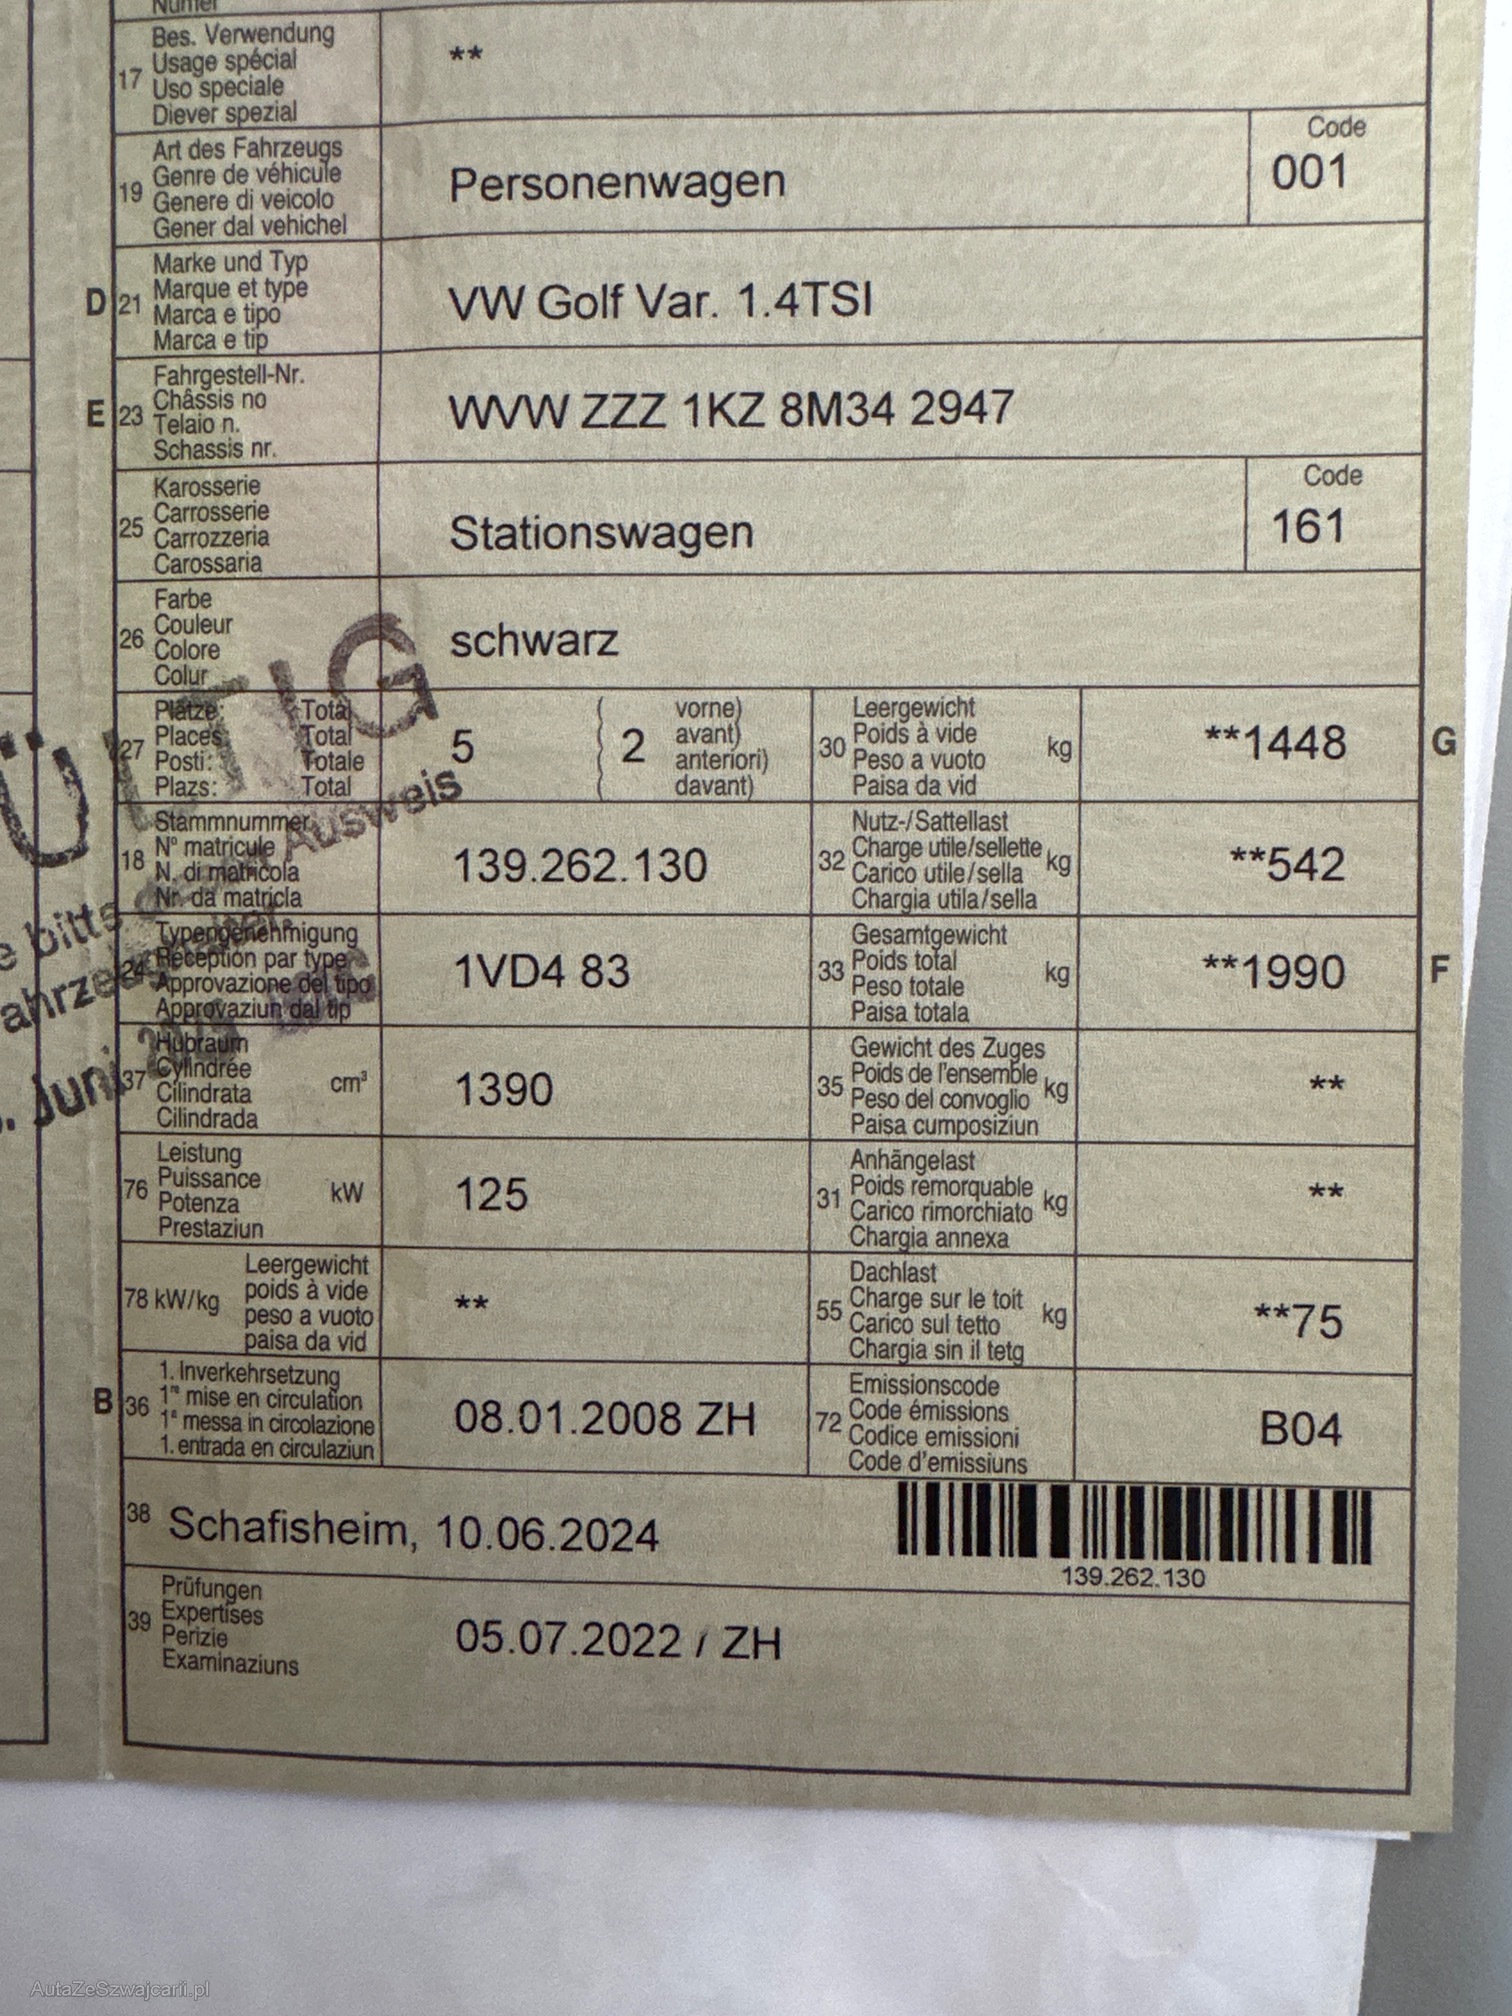 Numer
17
Bes. Verwendung
Usage spécial
Uso speciale
Diever spezial
**
19
Art des Fahrzeugs
Genre de véhicule
Genere di veicolo
Gener dal vehichel
Personenwagen
Code
001
D 21
Marke und Typ
Marque et type
Marca e tipo
Marca e tip
VW Golf Var. 1.4TSI
E 23
Fahrgestell-Nr.
Châssis no
Telaio n.
Schassis nr.
WVW ZZZ 1KZ 8M34 2947
25
Karosserie
Carrosserie
Carrozzeria
Carossaria
Stationswagen
Code
161
26
Farbe
Couleur
Colore
Colur
schwarz
27
Plätze: Total
Places: Total
Posti: Totale
Plazs: Total
5
2
vorne)
avant)
anteriori)
davant)
30
Leergewicht
Poids à vide
Peso a vuoto
Paisa da vid
kg
**1448
G
18
Stammnummer
N° matricule
N. di matricola
Nr. da matricla
139.262.130
32
Nutz-/Sattellast
Charge utile/sellette
Carico utile/sella
Chargia utila/sella
kg
**542
24
Typengenehmigung
Réception par type
Approvazione del tipo
Approvaziun dal tip
1VD4 83
33
Gesamtgewicht
Poids total
Peso totale
Paisa totala
kg
**1990
F
37
Hubraum
Cylindrée
Cilindrata
Cilindrada
cm³
1390
35
Gewicht des Zuges
Poids de l'ensemble
Peso del convoglio
Paisa cumposiziun
kg
**
76
Leistung
Puissance
Potenza
Prestaziun
kW
125
31
Anhängelast
Poids remorquable
Carico rimorchiato
Chargia annexa
kg
**
78 kW/kg
Leergewicht
poids à vide
peso a vuoto
paisa da vid
**
55
Dachlast
Charge sur le toit
Carico sul tetto
Chargia sin il tetg
kg
**75
B 36
1. Inverkehrsetzung
1re mise en circulation
1a messa in circolazione
1. entrada en circulaziun
08.01.2008 ZH
72
Emissionscode
Code émissions
Codice emissioni
Code d'emissiuns
B04
38
Schafisheim, 10.06.2024
139.262.130
39
Prüfungen
Expertises
Perizie
Examinaziuns
05.07.2022 / ZH
ÜLTIG
Ausweis
bitte
Juni
AutaZeSzwajcarii.pl